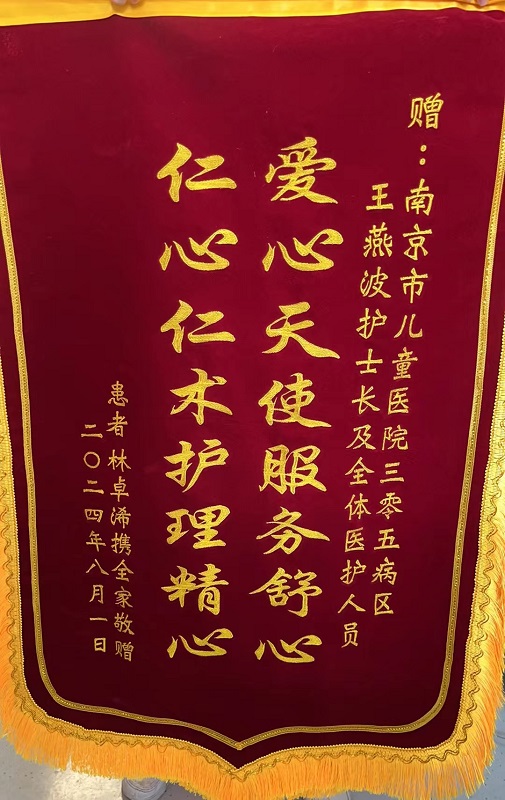 赠：南京市儿童医院三零五病区
王燕波护士长及全体医护人员
爱心天使服务舒心
仁心仁术护理精心
患者林卓浠携全家敬赠
二〇二四年八月一日